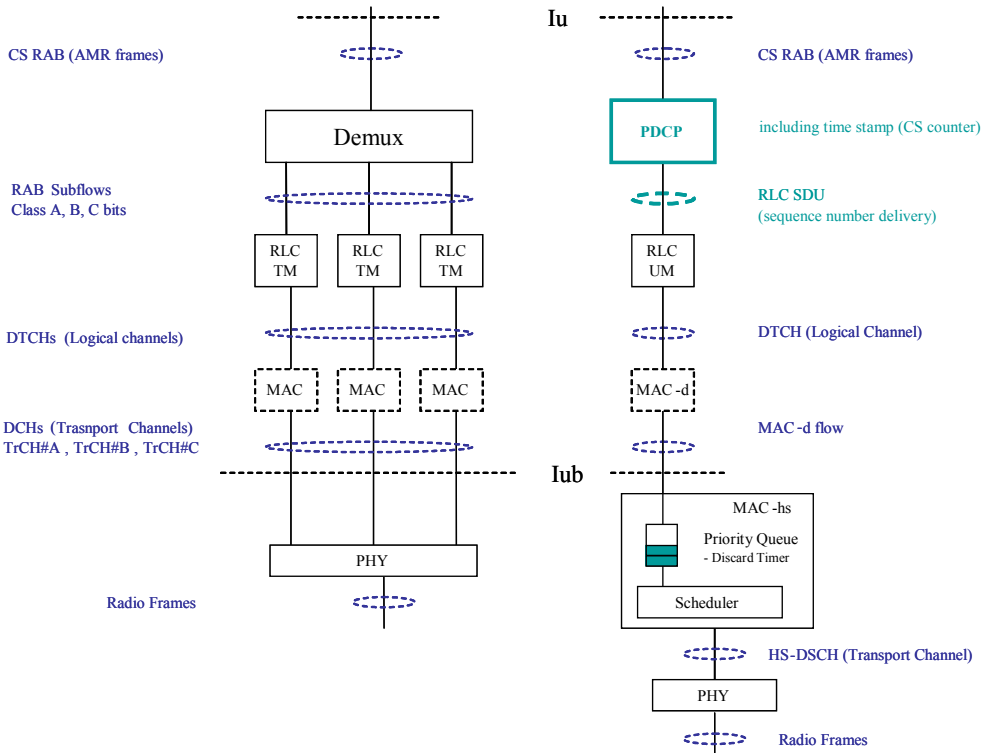 Iu
CS RAB (AMR frames)
Demux
RAB Subflows
Class A, B, C bits
RLC
TM
RLC
TM
RLC
TM
DTCHs (Logical channels)
MAC
MAC
MAC
DCHs (Trasnport Channels)
TrCH#A , TrCH#B , TrCH#C
Iub
PHY
Radio Frames
CS RAB (AMR frames)
PDCP
including time stamp (CS counter)
RLC SDU
(sequence number delivery)
RLC
UM
DTCH (Logical Channel)
MAC-d
MAC-d flow
MAC-hs
Priority Queue
- Discard Timer
Scheduler
HS-DSCH (Transport Channel)
PHY
Radio Frames